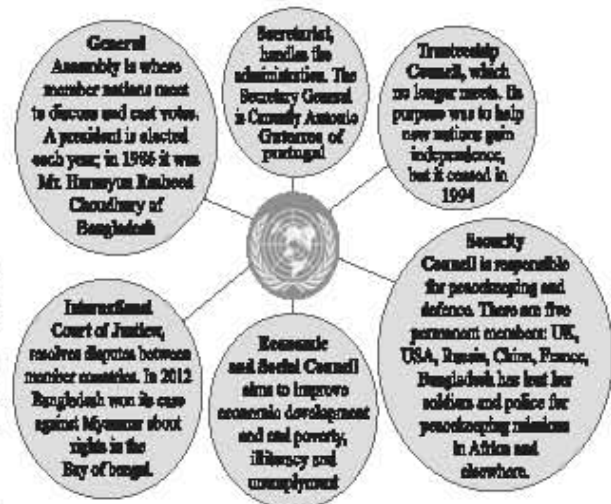 General
Assembly is where
member nations meet
to discuss and cast votes.
A president is elected
each year; in 1986 it was
Mr. Humayun Rasheed
Choudhury of
Bangladesh
Secretariat,
handles the
administration. The
Secretary General
is Currently Antonio
Guterres of
portugal
Trusteeship
Council, which
no longer meets. Its
purpose was to help
new nations gain
independence,
but it ceased in
1994
International
Court of Justice,
resolves disputes between
member countries. In 2012
Bangladesh won its case
against Myanmar about
rights in the
Bay of bengal.
Economic
and Social Council
aims to improve
economic development
and end poverty,
illiteracy and
unemplyment
Security
Council is responsible
for peacekeeping and
defence. There are five
permanent members: UK,
USA, Russia, China, France,
Bangladesh has lent her
soldiers and police for
peacekeeping missions
in Africa and
elsewhere.